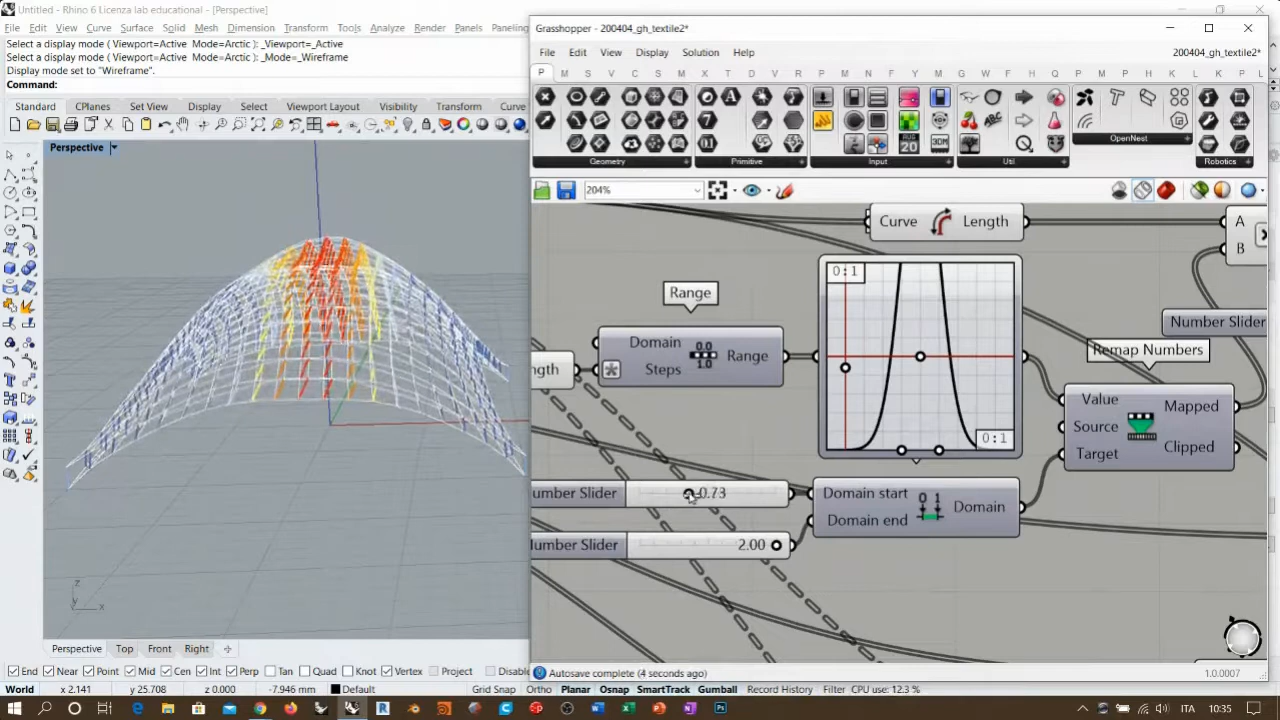 Untitled - Rhino 6 Licenza lab educational - [Perspective]
File Edit View Curve Surface Solid Mesh Dimension Transform Tools Analyze Render
Select a display mode ( Viewport=Active Mode=Arctic ): _Viewport=_Active
Select a display mode ( Viewport=Active Mode=Arctic ): _Mode=_Wireframe
Display mode set to "Wireframe".
Command:
Standard CPlanes Set View Display Select Viewport Layout Visibility Transform Curve
Perspective
z
y
x
Perspective Top Front Right
End Near Point Mid Cen Int Perp Tan Quad Knot Vertex Project
World x 2.141 y 25.708 z 0.000 -7.946 mm Default Grid Snap Ortho Planar Osnap SmartTrack Gumball Record History Filter CPU use: 12.3 %
Grasshopper - 200404_gh_textile2*
File Edit View Display Solution Help
200404_gh_textile2*
P M S V C S M X T D V R B K M N F H K L W H E A U M D G L W E T H H P T M P A C R L K L P L
Geometry Primitive Input Util OpenNest Robotics
204%
Curve Length
A
B
0:1
Range
Domain
Steps
Range
ngth
Number Slider
Remap Numbers
0:1
Value
Source
Target
Mapped
Clipped
umber Slider -0.73
Number Slider 2.00
Domain start
Domain end
0 1
Domain
Autosave complete (4 seconds ago)
1.0.0007
ITA 10:35